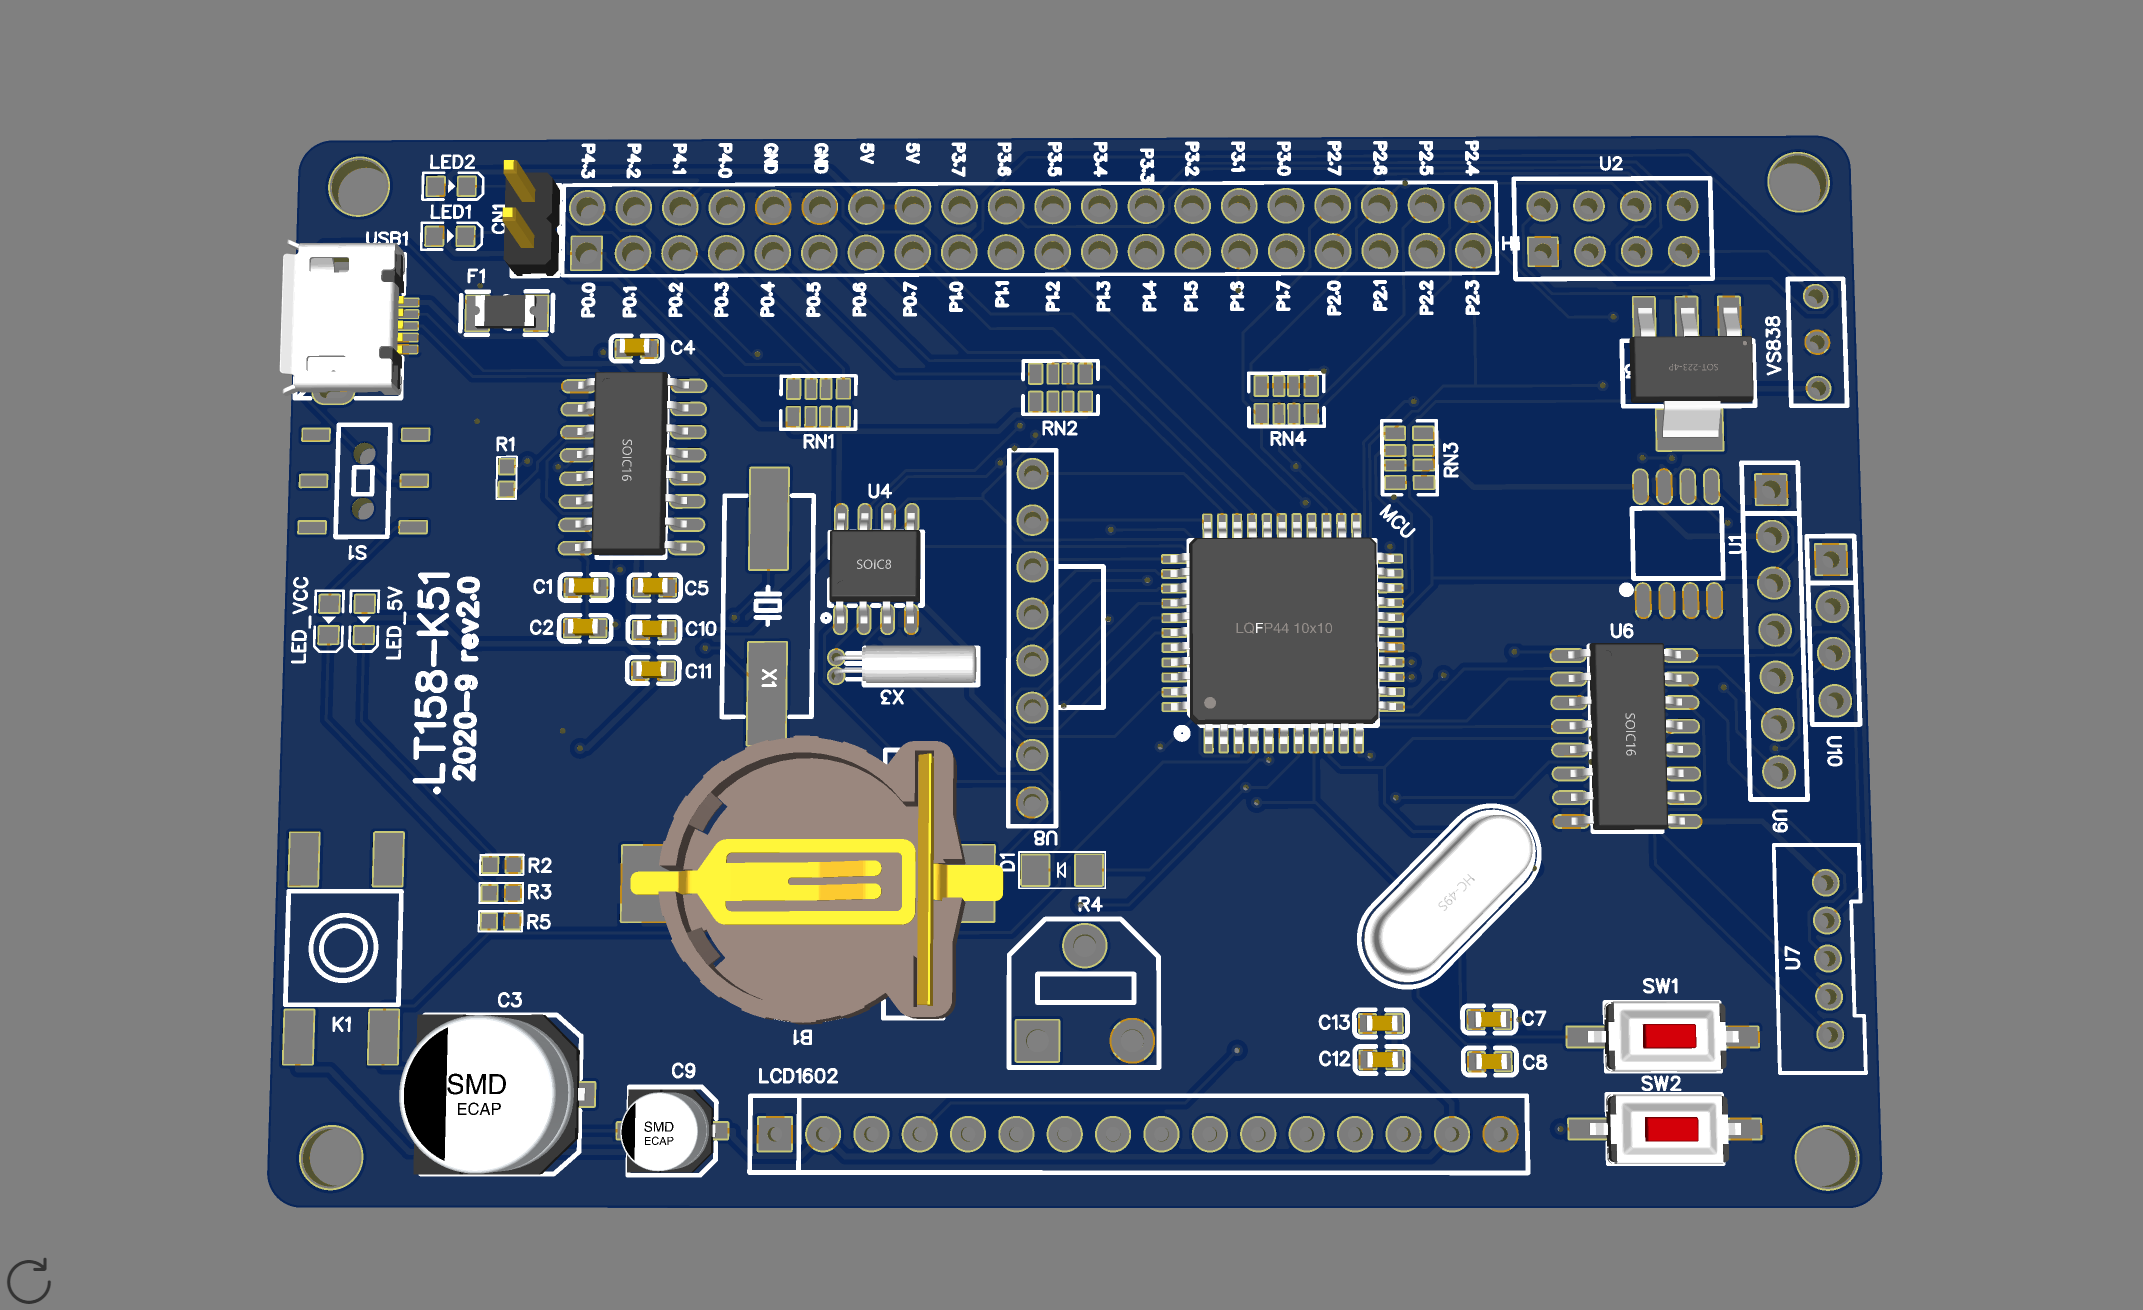 LED2
LED1
CN1
USB1
F1
P4.3 P4.2 P4.1 P4.0 GND GND 5V 5V P3.7 P3.6 P3.5 P3.4 P3.3 P3.2 P3.1 P3.0 P2.7 P2.6 P2.5 P2.4
P0.0 P0.1 P0.2 P0.3 P0.4 P0.5 P0.6 P0.7 P1.0 P1.1 P1.2 P1.3 P1.4 P1.5 P1.6 P1.7 P2.0 P2.1 P2.2 P2.3
U2
VS838
SOT-223-4P
C4
SOIC16
R1
RN1
RN2
RN4
RN3
MCU
U4
SOIC8
S1
LED_VCC
LED_5V
LT158-K51
2020-9 rev2.0
C1
C5
C2
C10
C11
X1
X3
LQFP44 10x10
U1
U6
SOIC16
U10
U9
U8
D1
R4
HC-49S
R2
R3
R5
K1
C3
SMD
ECAP
B1
C9
SMD
ECAP
LCD1602
C13
C12
C7
C8
SW1
SW2
U7